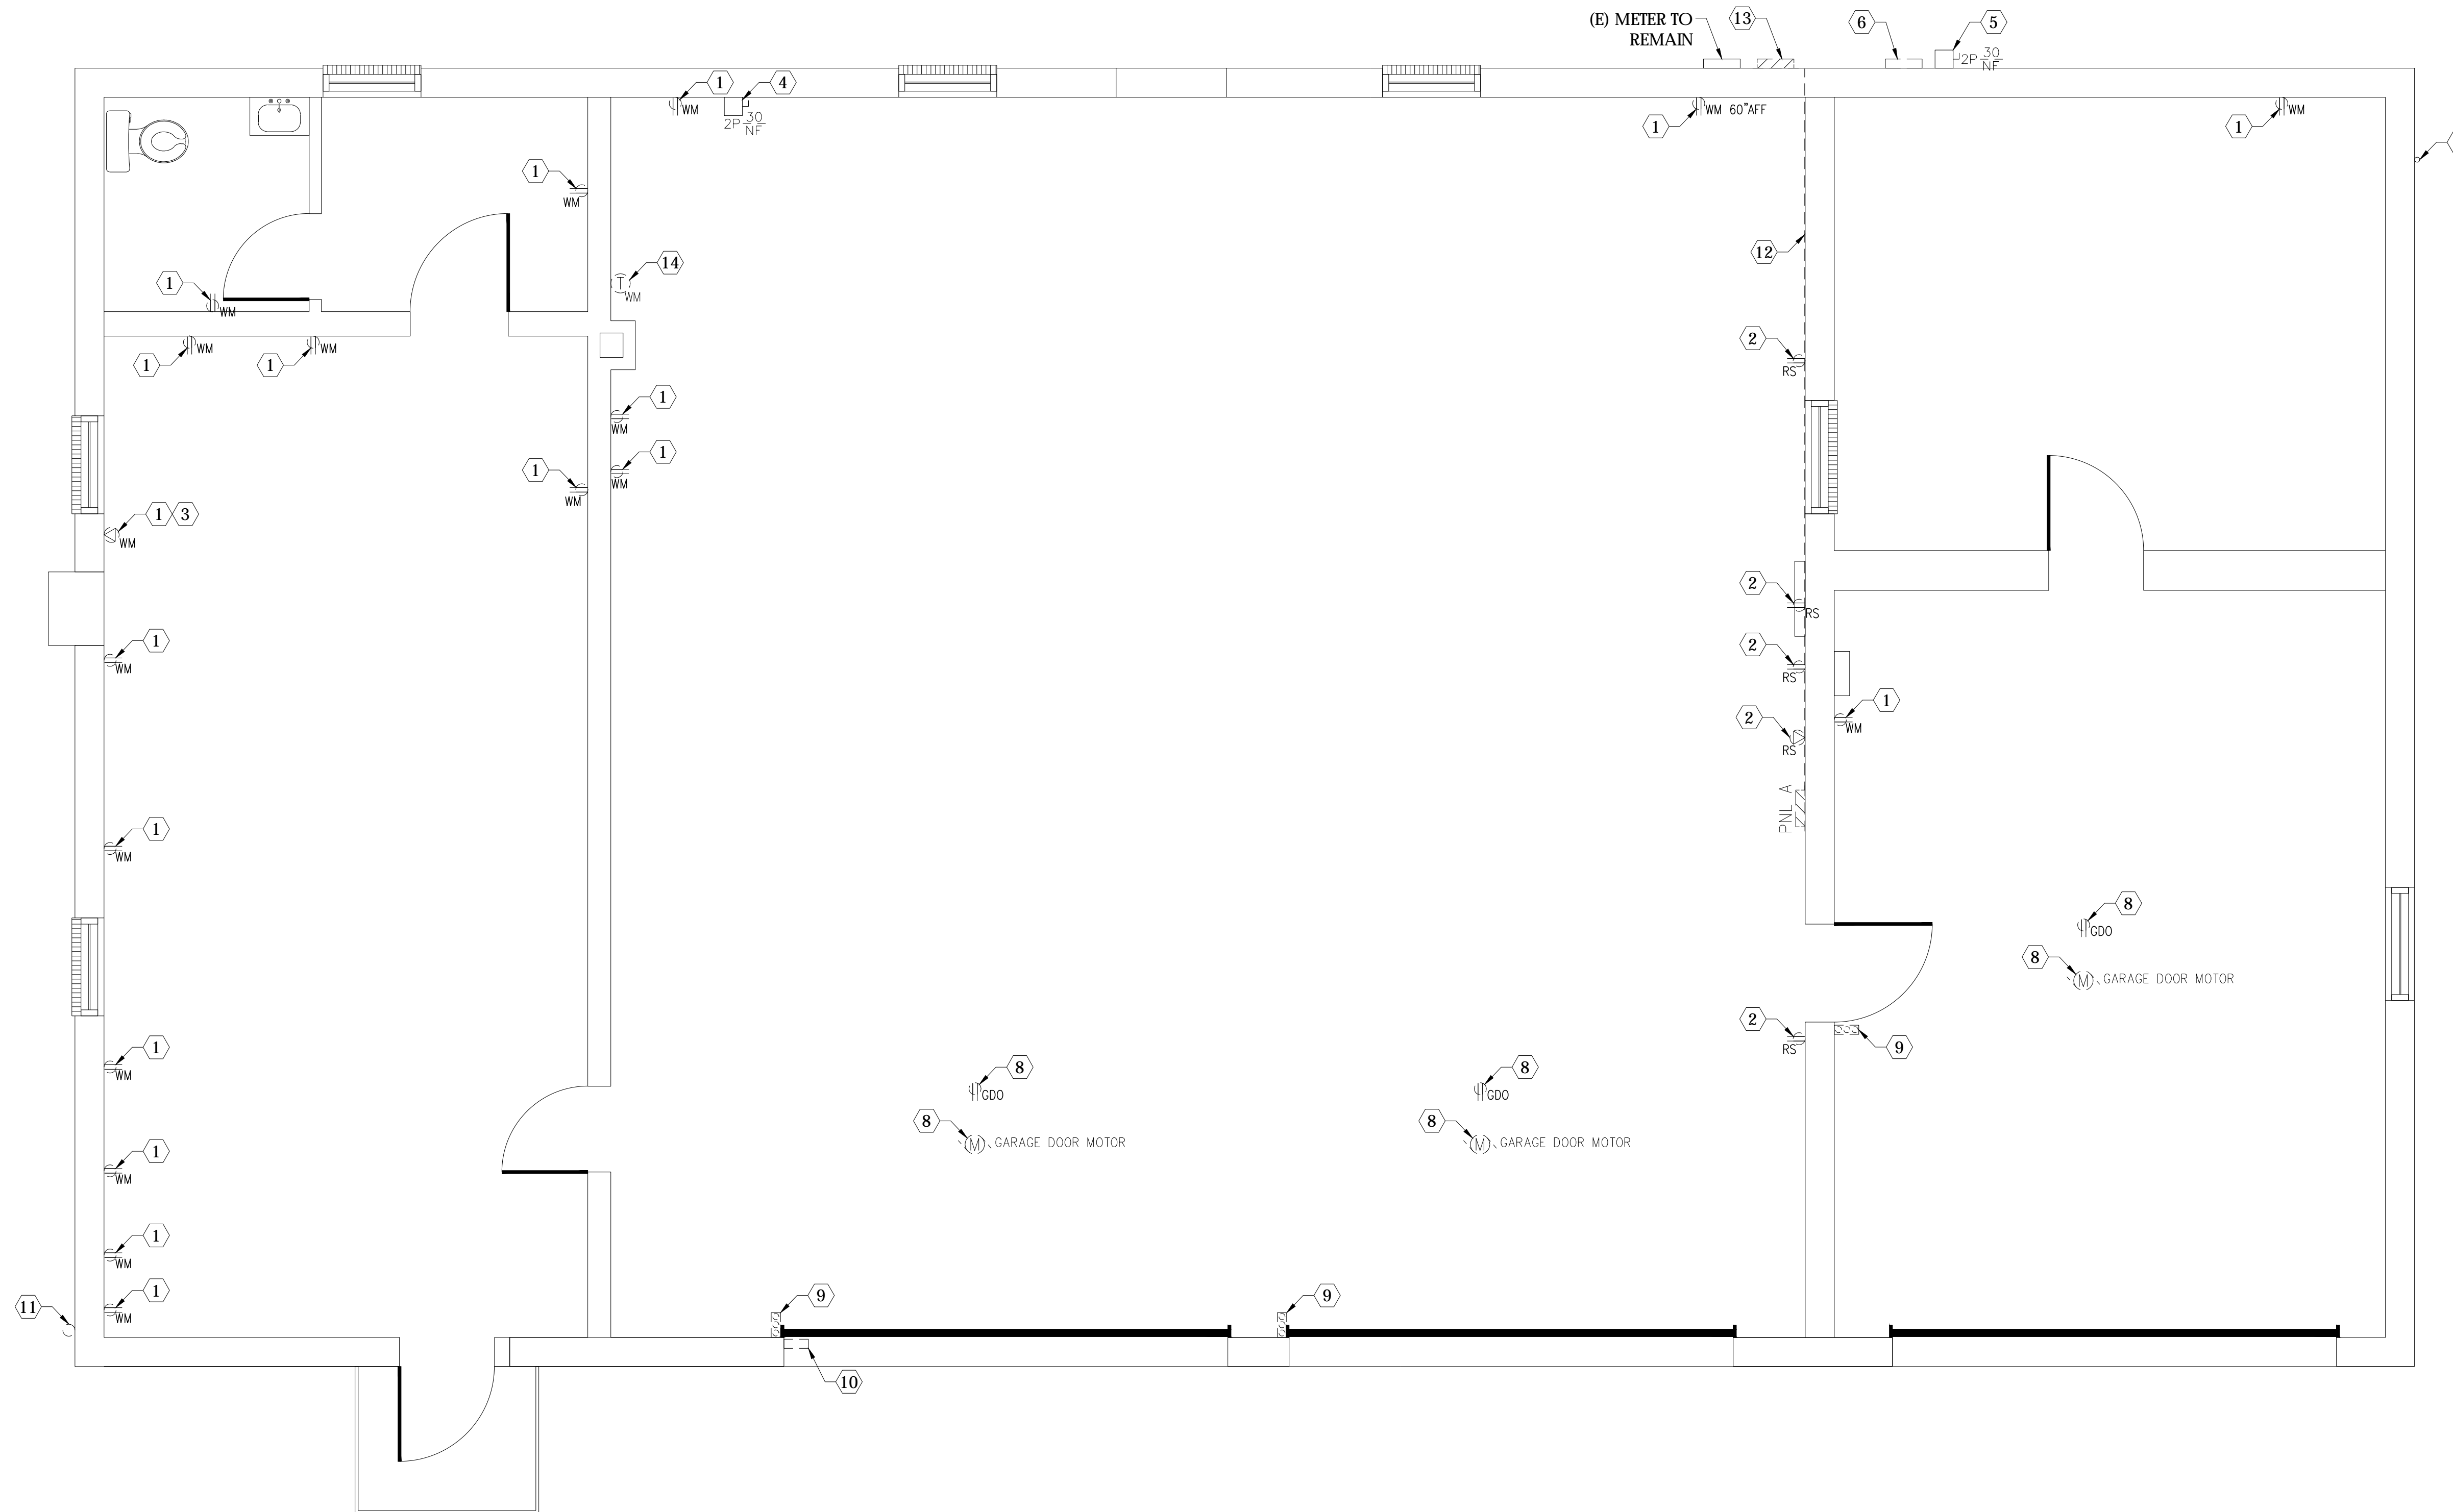 (E) METER TO
REMAIN
13
6
5
2P 30
NF
1
WM
4
2P 30
NF
1
WM 60"AFF
1
WM
1
WM
12
14
T
WM
1
WM
1
WM
1
WM
2
RS
1
WM
1
WM
1
WM
1
3
WM
2
RS
1
WM
2
RS
1
WM
2
RS
PNL A
1
WM
8
GDO
8
M
GARAGE DOOR MOTOR
2
RS
9
1
WM
8
GDO
8
GDO
8
M
GARAGE DOOR MOTOR
8
M
GARAGE DOOR MOTOR
1
WM
1
WM
1
WM
11
9
9
10